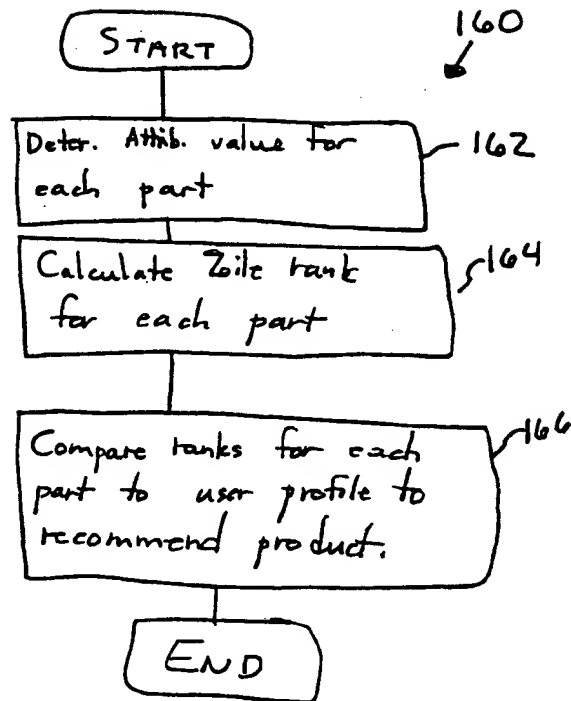 START
160
Deter. Attrib. value for
each part
162
Calculate %ile rank
for each part
164
Compare ranks for each
part to user profile to
recommend product.
166
END